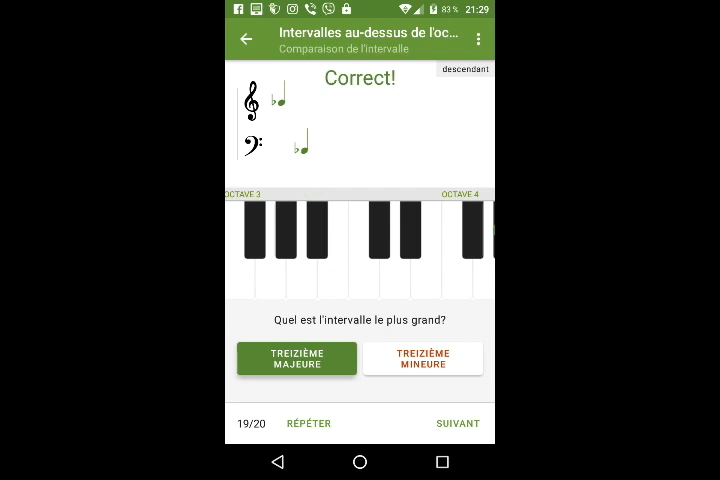 83 % 21:29
Intervalles au-dessus de l'oc...
Comparaison de l'intervalle
descendant
Correct!
OCTAVE 3 OCTAVE 4
Quel est l'intervalle le plus grand?
TREIZIÈME
MAJEURE
TREIZIÈME
MINEURE
19/20 RÉPÉTER SUIVANT